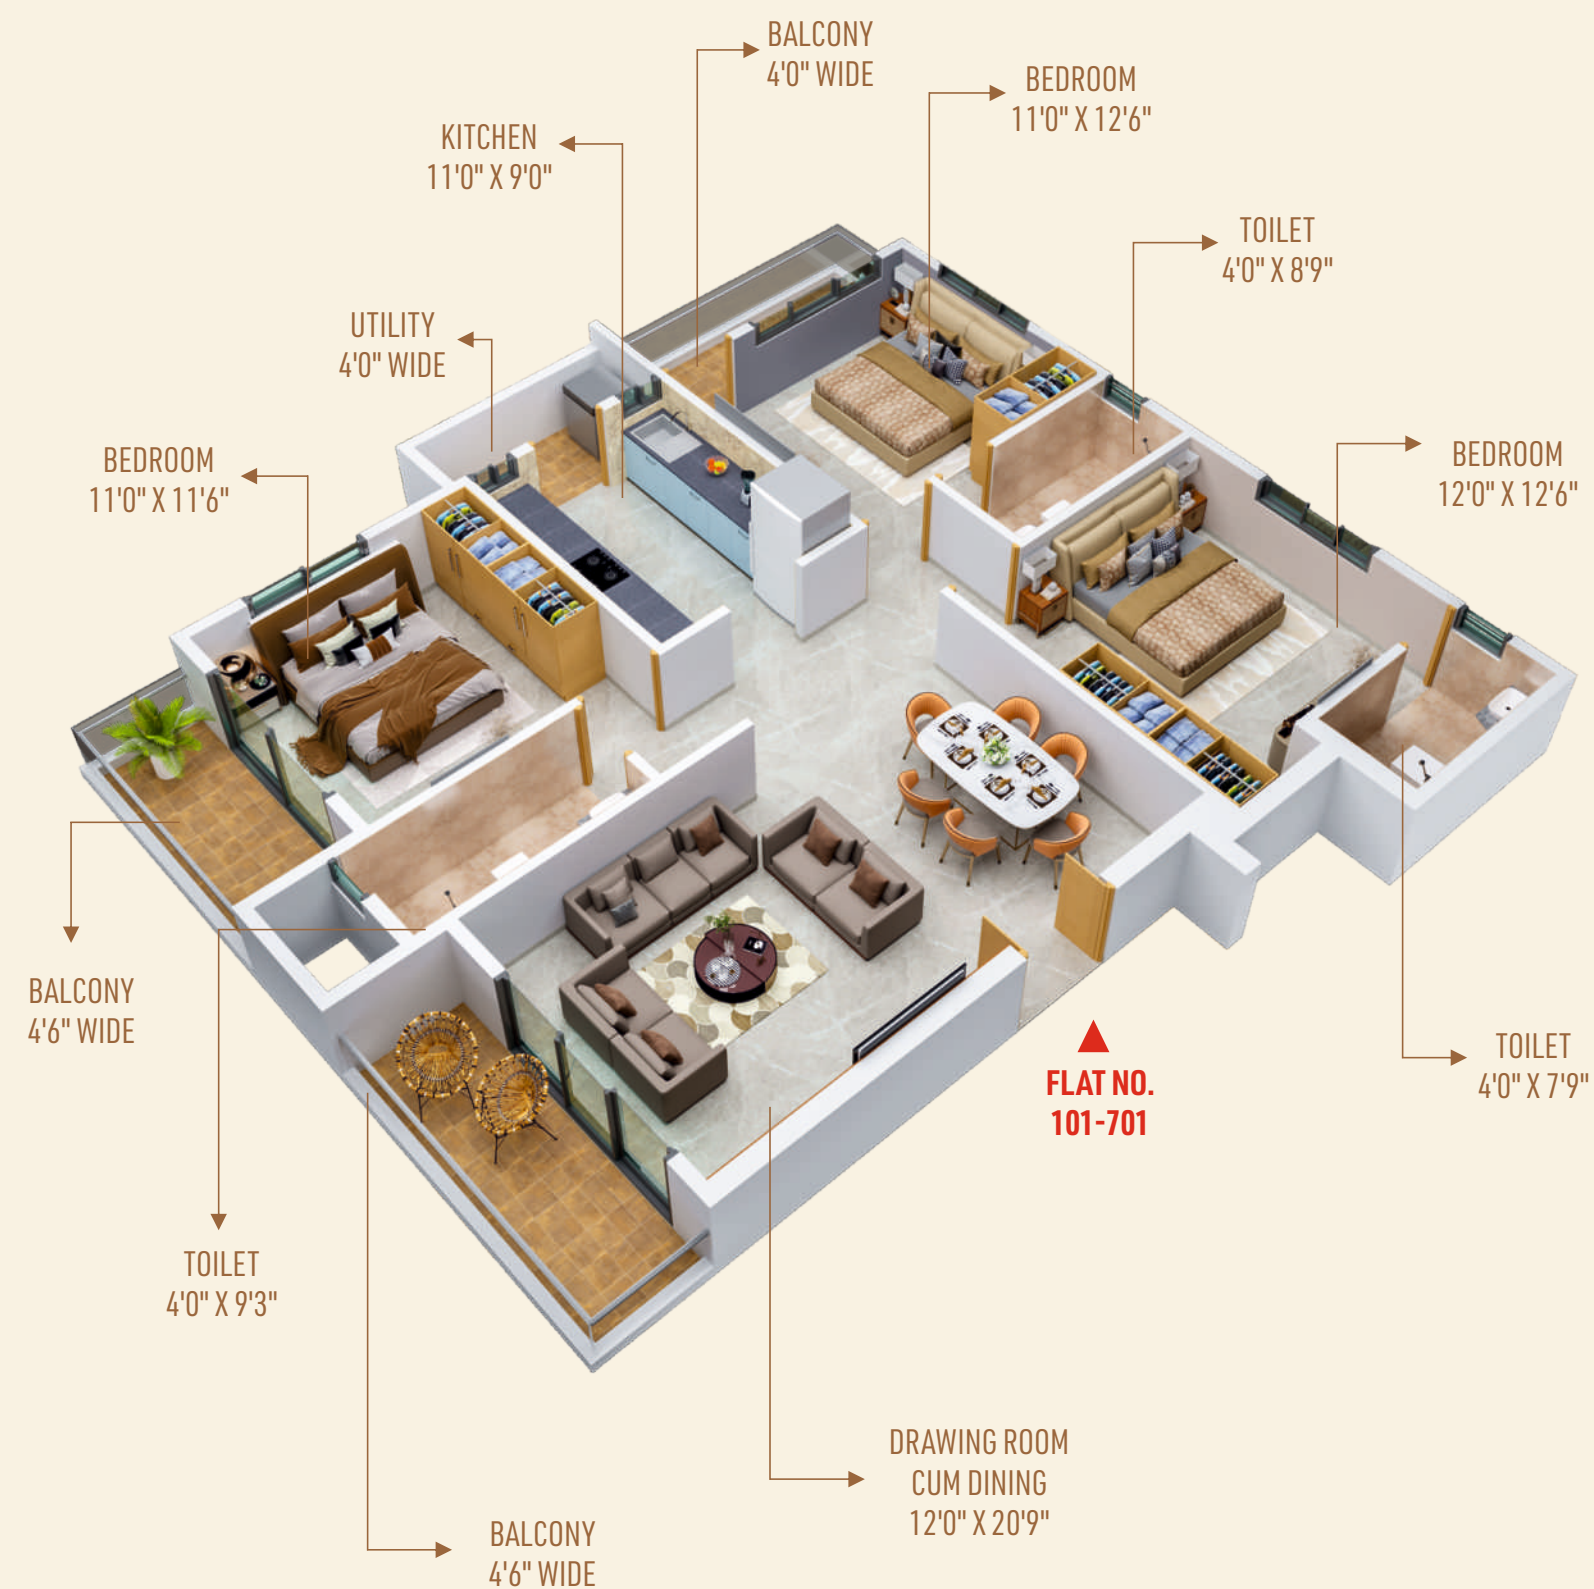 BALCONY
4'0" WIDE
BEDROOM
11'0" X 12'6"
KITCHEN
11'0" X 9'0"
TOILET
4'0" X 8'9"
UTILITY
4'0" WIDE
BEDROOM
11'0" X 11'6"
BEDROOM
12'0" X 12'6"
BALCONY
4'6" WIDE
TOILET
4'0" X 7'9"
FLAT NO.
101-701
TOILET
4'0" X 9'3"
DRAWING ROOM
CUM DINING
12'0" X 20'9"
BALCONY
4'6" WIDE